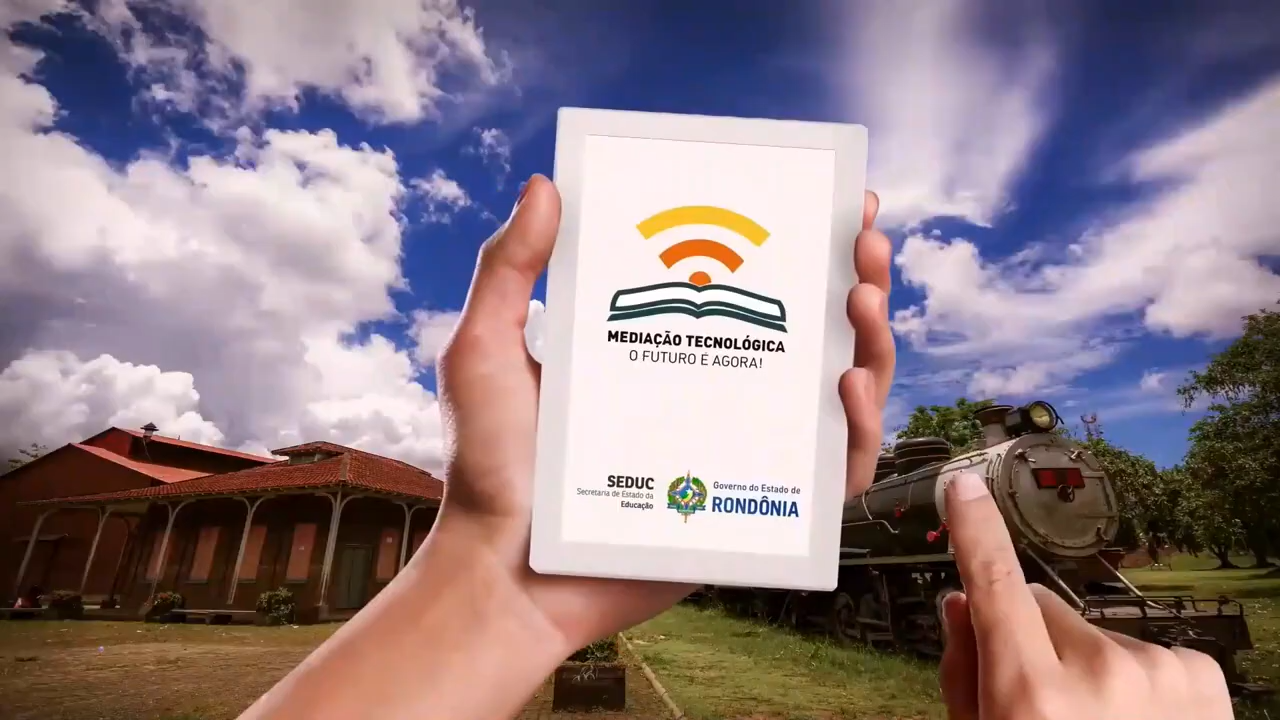 MEDIAÇÃO TECNOLÓGICA
O FUTURO É AGORA!
SEDUC
Secretaria de Estado da
Educação
Governo do Estado de
RONDÔNIA